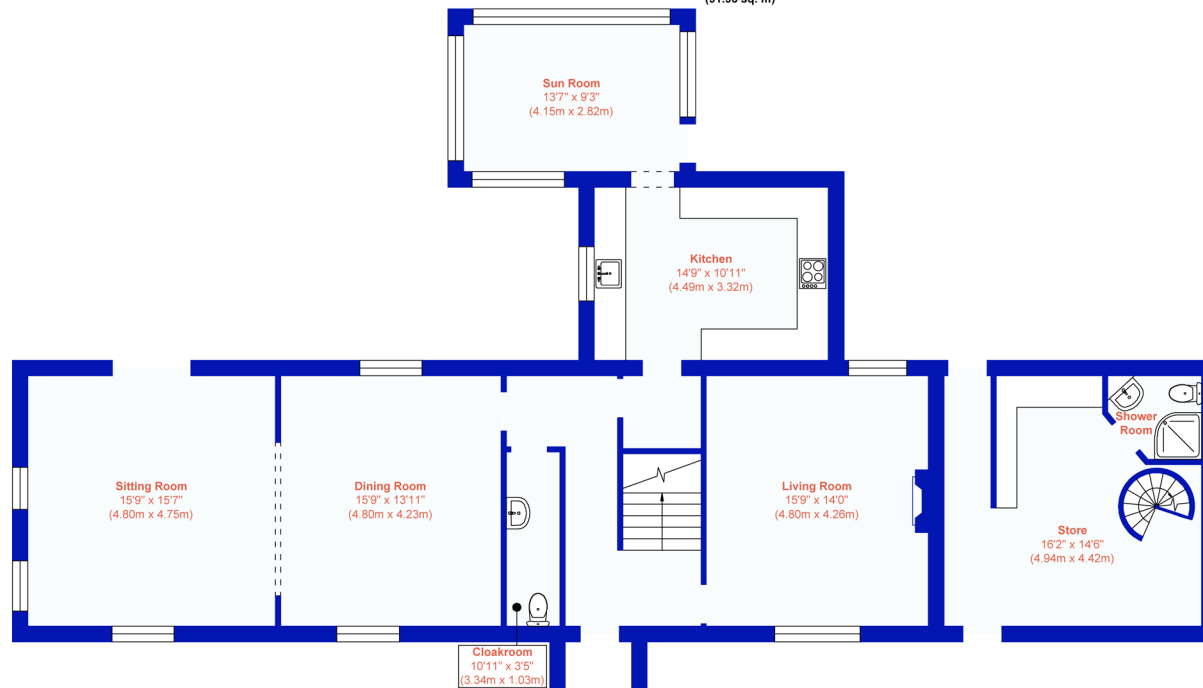 Sun Room
13'7" x 9'3"
(4.15m x 2.82m)
Kitchen
14'9" x 10'11"
(4.49m x 3.32m)
Sitting Room
15'9" x 15'7"
(4.80m x 4.75m)
Dining Room
15'9" x 13'11"
(4.80m x 4.23m)
Living Room
15'9" x 14'0"
(4.80m x 4.26m)
Shower
Room
Store
16'2" x 14'6"
(4.94m x 4.42m)
Cloakroom
10'11" x 3'5"
(3.34m x 1.03m)